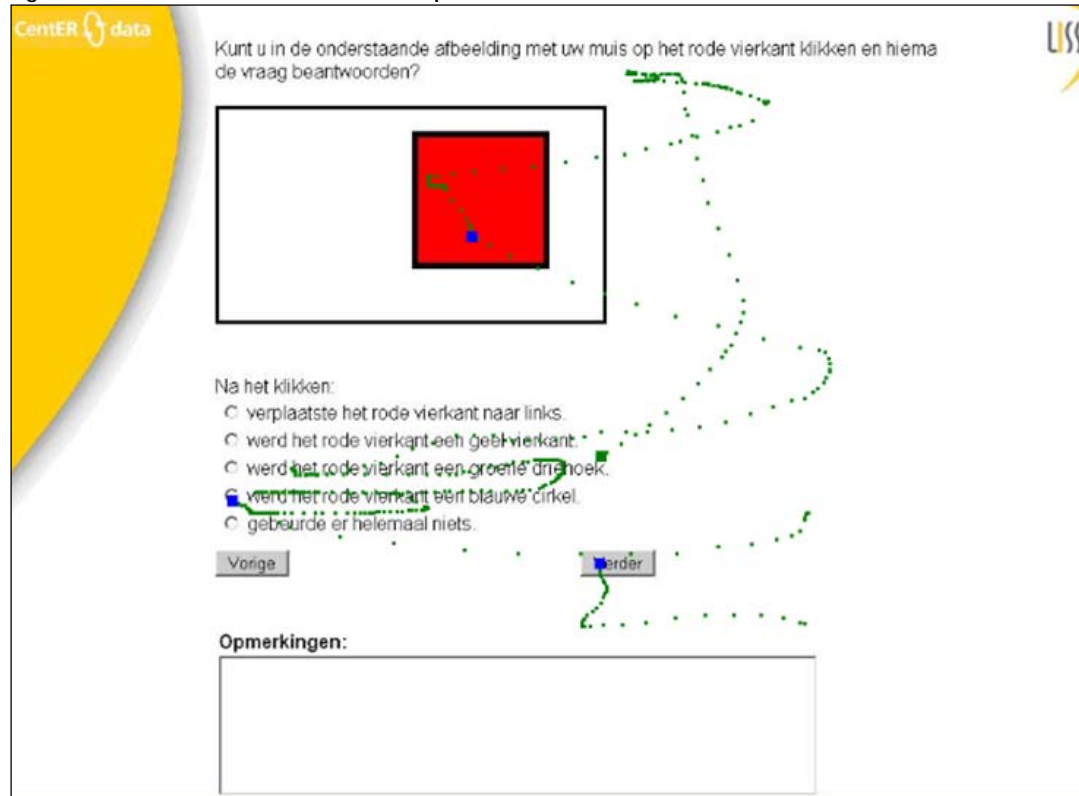 CentER data
LISS
Kunt u in de onderstaande afbeelding met uw muis op het rode vierkant klikken en hierna
de vraag beantwoorden?
Na het klikken:
verplaatste het rode vierkant naar links.
werd het rode vierkant een geel vierkant.
werd het rode vierkant een groene driehoek.
werd het rode vierkant een blauwe cirkel.
gebeurde er helemaal niets.
Vorige
Verder
Opmerkingen: